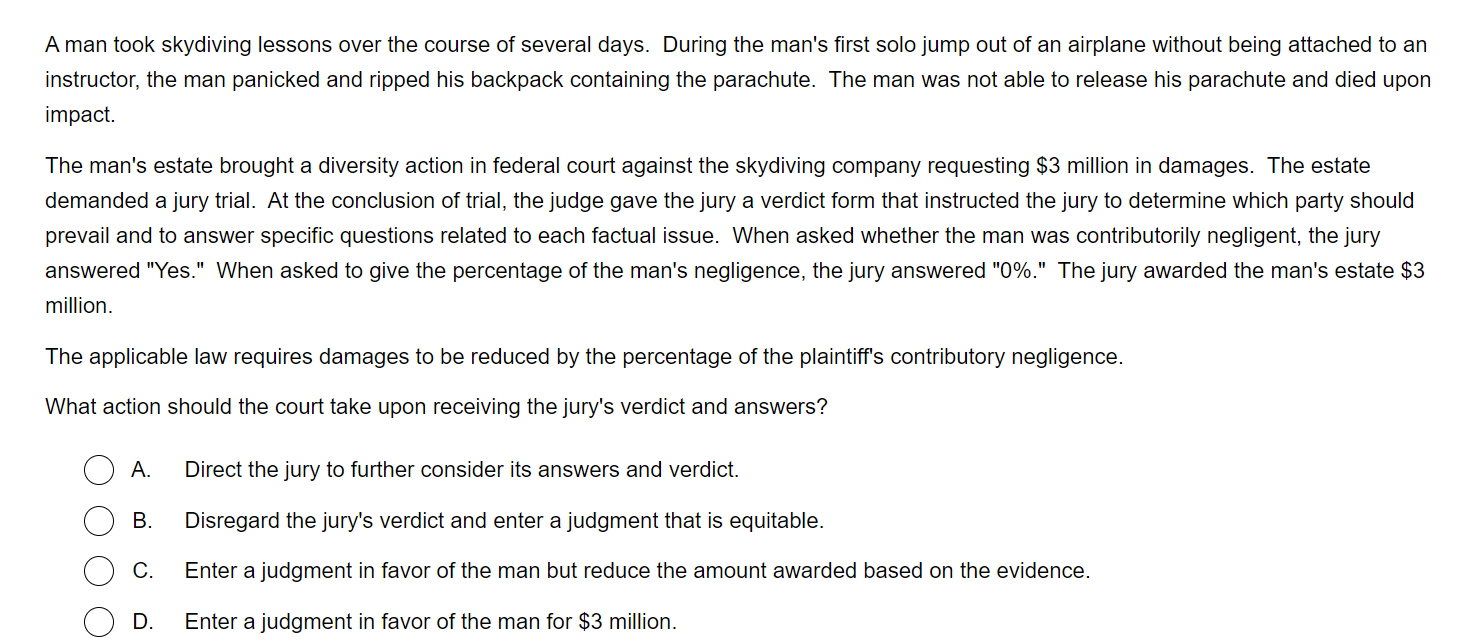 A man took skydiving lessons over the course of several days.  During the man's first solo jump out of an airplane without being attached to an
instructor, the man panicked and ripped his backpack containing the parachute.  The man was not able to release his parachute and died upon
impact.
The man's estate brought a diversity action in federal court against the skydiving company requesting $3 million in damages.  The estate
demanded a jury trial.  At the conclusion of trial, the judge gave the jury a verdict form that instructed the jury to determine which party should
prevail and to answer specific questions related to each factual issue.  When asked whether the man was contributorily negligent, the jury
answered "Yes."  When asked to give the percentage of the man's negligence, the jury answered "0%."  The jury awarded the man's estate $3
million.
The applicable law requires damages to be reduced by the percentage of the plaintiff's contributory negligence.
What action should the court take upon receiving the jury's verdict and answers?
A. Direct the jury to further consider its answers and verdict.
B. Disregard the jury's verdict and enter a judgment that is equitable.
C. Enter a judgment in favor of the man but reduce the amount awarded based on the evidence.
D. Enter a judgment in favor of the man for $3 million.